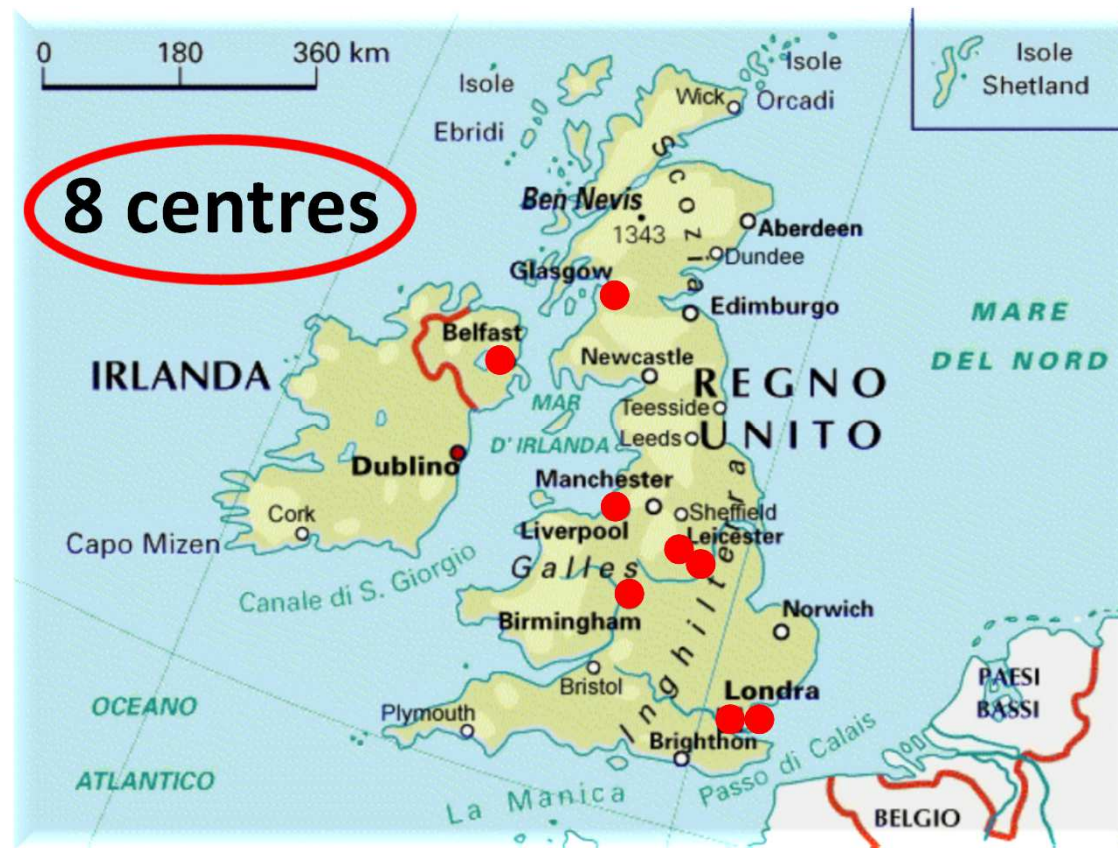 0 180 360 km
Isole
Ebridi
Isole
Orcadi
Isole
Shetland
Wick
8 centres
Scozia
Ben Nevis
1343
Aberdeen
Dundee
Glasgow
Edimburgo
Belfast
MARE
DEL NORD
IRLANDA
Newcastle
REGNO
UNITO
MAR
D'IRLANDA
Teesside
Leeds
Dublino
Manchester
Sheffield
Cork
Liverpool
Leicester
Capo Mizen
Galles
Canale di S. Giorgio
Inghilterra
Birmingham
Norwich
Bristol
Londra
PAESI
BASSI
OCEANO
ATLANTICO
Plymouth
Brighthon
Passo di Calais
La Manica
BELGIO